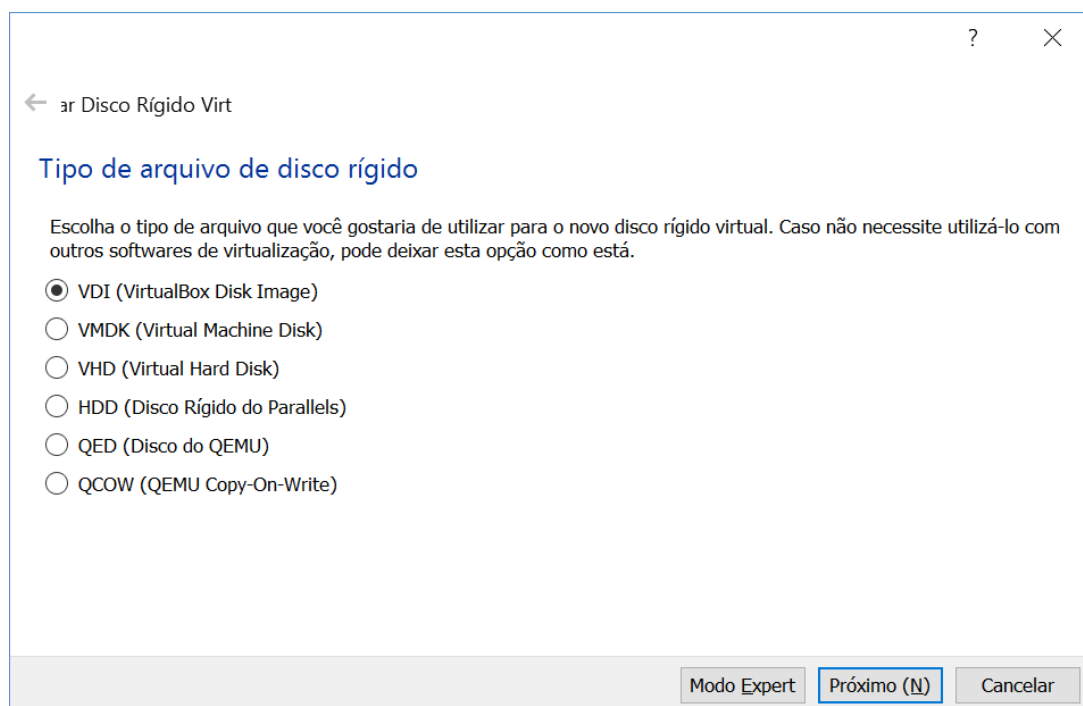 ?
ar Disco Rígido Virt
Tipo de arquivo de disco rígido
Escolha o tipo de arquivo que você gostaria de utilizar para o novo disco rígido virtual. Caso não necessite utilizá-lo com
outros softwares de virtualização, pode deixar esta opção como está.
VDI (VirtualBox Disk Image)
VMDK (Virtual Machine Disk)
VHD (Virtual Hard Disk)
HDD (Disco Rígido do Parallels)
QED (Disco do QEMU)
QCOW (QEMU Copy-On-Write)
Modo Expert Próximo (N) Cancelar